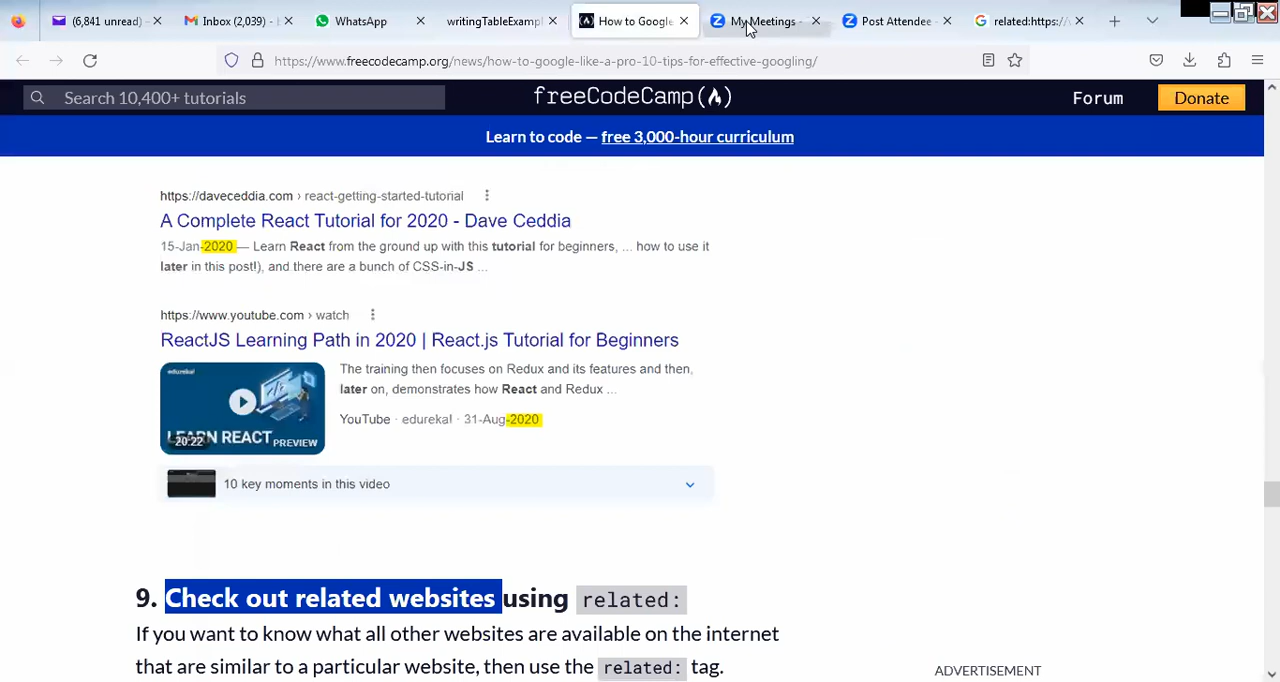 (6,841 unread)
Inbox (2,039)
WhatsApp
writingTableExampl
How to Google
My Meetings -
Post Attendee -
related:https://
https://www.freecodecamp.org/news/how-to-google-like-a-pro-10-tips-for-effective-googling/
Search 10,400+ tutorials
freeCodeCamp
Forum
Donate
Learn to code — free 3,000-hour curriculum
https://daveceddia.com › react-getting-started-tutorial
A Complete React Tutorial for 2020 - Dave Ceddia
15-Jan-2020 — Learn React from the ground up with this tutorial for beginners, ... how to use it
later in this post!), and there are a bunch of CSS-in-JS ...
https://www.youtube.com › watch
ReactJS Learning Path in 2020 | React.js Tutorial for Beginners
edureka!
LEARN REACT
20:22
PREVIEW
The training then focuses on Redux and its features and then,
later on, demonstrates how React and Redux ...
YouTube · edureka! · 31-Aug-2020
10 key moments in this video
9. Check out related websites using related:
If you want to know what all other websites are available on the internet
that are similar to a particular website, then use the related: tag.
ADVERTISEMENT